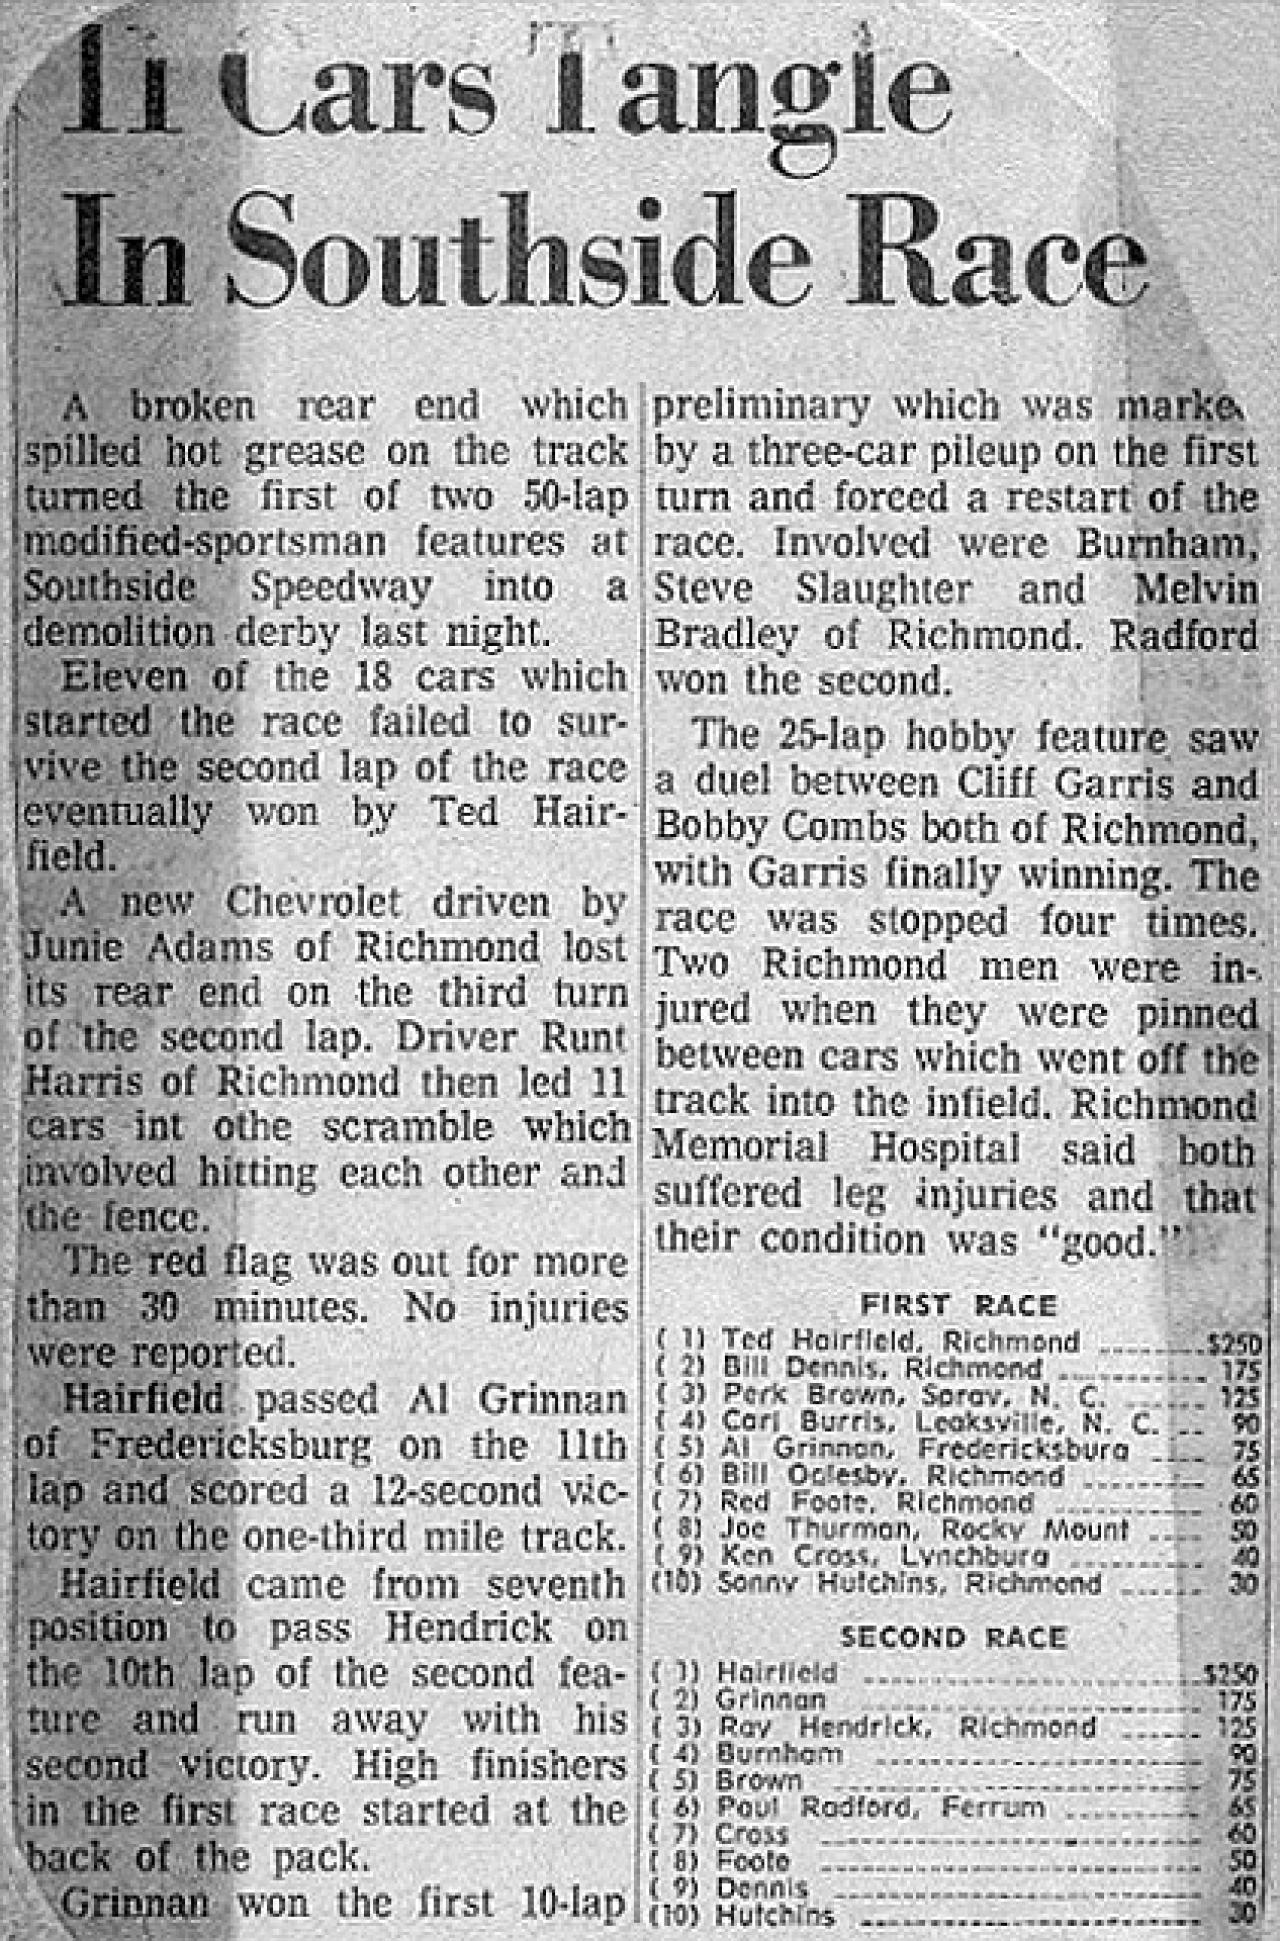 11 Cars Tangle
In Southside Race
A broken rear end which
spilled hot grease on the track
turned the first of two 50-lap
modified-sportsman features at
Southside Speedway into a
demolition derby last night.
Eleven of the 18 cars which
started the race failed to sur-
vive the second lap of the race
eventually won by Ted Hair-
field.
A new Chevrolet driven by
Junie Adams of Richmond lost
its rear end on the third turn
of the second lap. Driver Runt
Harris of Richmond then led 11
cars int othe scramble which
involved hitting each other and
the fence.
The red flag was out for more
than 30 minutes. No injuries
were reported.
Hairfield passed Al Grinnan
of Fredericksburg on the 11th
lap and scored a 12-second vic-
tory on the one-third mile track.
Hairfield came from seventh
position to pass Hendrick on
the 10th lap of the second fea-
ture and run away with his
second victory. High finishers
in the first race started at the
back of the pack.
Grinnan won the first 10-lap
preliminary which was marke
by a three-car pileup on the first
turn and forced a restart of the
race. Involved were Burnham,
Steve Slaughter and Melvin
Bradley of Richmond. Radford
won the second.
The 25-lap hobby feature saw
a duel between Cliff Garris and
Bobby Combs both of Richmond,
with Garris finally winning. The
race was stopped four times.
Two Richmond men were in-
jured when they were pinned
between cars which went off the
track into the infield. Richmond
Memorial Hospital said both
suffered leg injuries and that
their condition was “good.”
FIRST RACE
( 1) Ted Hairfield, Richmond ........ $250
( 2) Bill Dennis, Richmond ........... 175
( 3) Perk Brown, Spray, N. C. ...... 125
( 4) Carl Burris, Leaksville, N. C. .. 90
( 5) Al Grinnan, Fredericksburg .... 75
( 6) Bill Oglesby, Richmond ......... 65
( 7) Red Foote, Richmond ........... 60
( 8) Joe Thurman, Rocky Mount .... 50
( 9) Ken Cross, Lynchburg .......... 40
(10) Sonny Hutchins, Richmond ...... 30
SECOND RACE
( 1) Hairfield ........................ $250
( 2) Grinnan ........................ 175
( 3) Ray Hendrick, Richmond ...... 125
( 4) Burnham ........................ 90
( 5) Brown ........................ 75
( 6) Paul Radford, Ferrum .......... 65
( 7) Cross ........................ 60
( 8) Foote ........................ 50
( 9) Dennis ........................ 40
(10) Hutchins ........................ 30